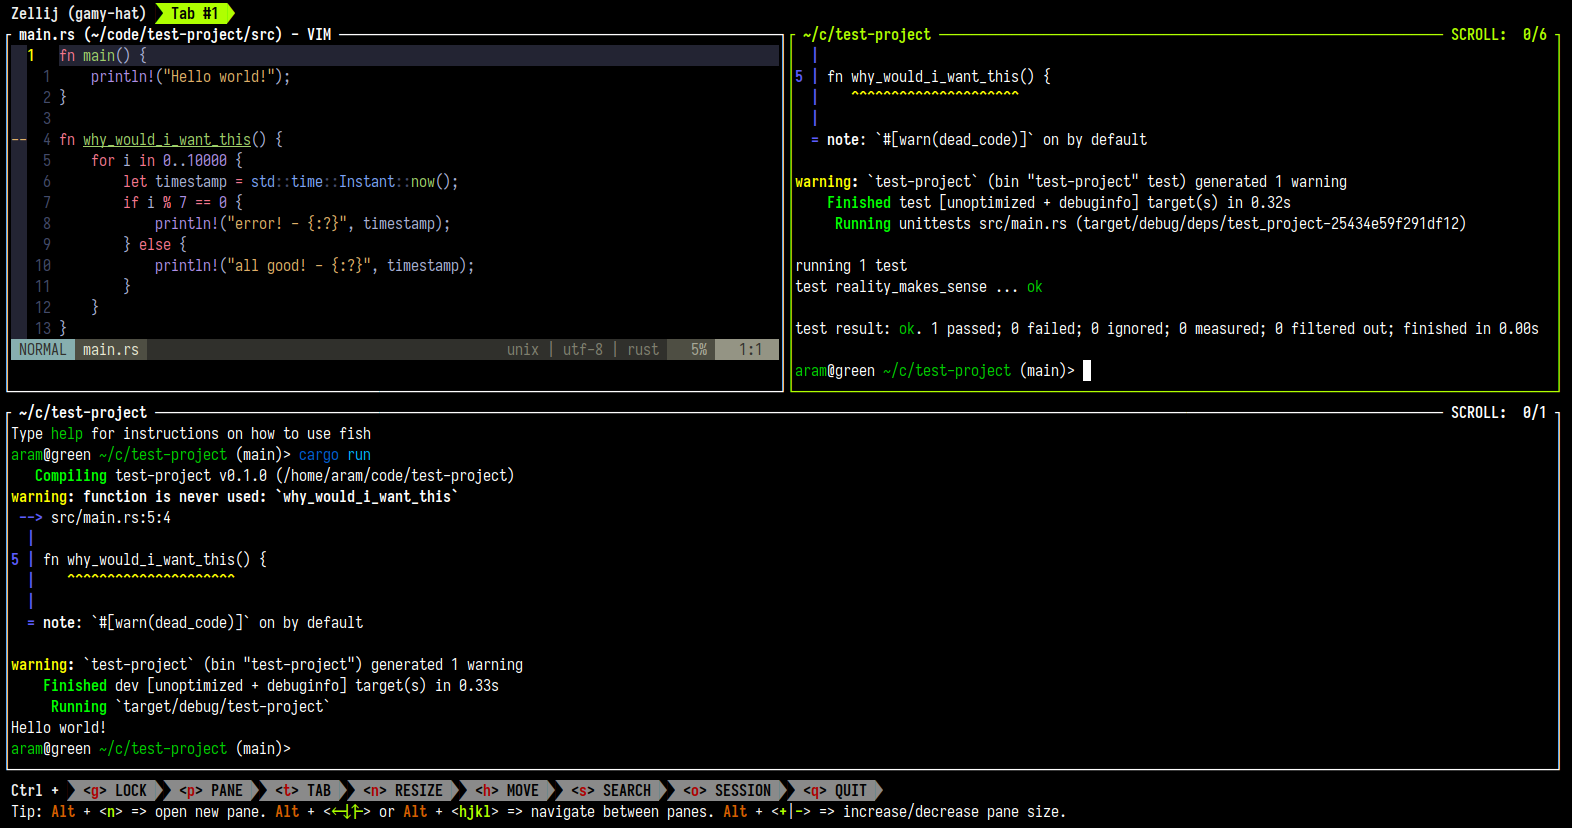 Zellij (gamy-hat) Tab #1
main.rs (~/code/test-project/src) - VIM
1 fn main() {
1 println!("Hello world!");
2 }
3
-- 4 fn why_would_i_want_this() {
5 for i in 0..10000 {
6 let timestamp = std::time::Instant::now();
7 if i % 7 == 0 {
8 println!("error! - {:?}", timestamp);
9 } else {
10 println!("all good! - {:?}", timestamp);
11 }
12 }
13 }
NORMAL main.rs unix | utf-8 | rust 5% 1:1
~/c/test-project SCROLL: 0/6
|
5 | fn why_would_i_want_this() {
| ^^^^^^^^^^^^^^^^^^^^^
|
= note: `#[warn(dead_code)]` on by default
warning: `test-project` (bin "test-project" test) generated 1 warning
Finished test [unoptimized + debuginfo] target(s) in 0.32s
Running unittests src/main.rs (target/debug/deps/test_project-25434e59f291df12)
running 1 test
test reality_makes_sense ... ok
test result: ok. 1 passed; 0 failed; 0 ignored; 0 measured; 0 filtered out; finished in 0.00s
aram@green ~/c/test-project (main)>
~/c/test-project SCROLL: 0/1
Type help for instructions on how to use fish
aram@green ~/c/test-project (main)> cargo run
Compiling test-project v0.1.0 (/home/aram/code/test-project)
warning: function is never used: `why_would_i_want_this`
--> src/main.rs:5:4
|
5 | fn why_would_i_want_this() {
| ^^^^^^^^^^^^^^^^^^^^^
|
= note: `#[warn(dead_code)]` on by default
warning: `test-project` (bin "test-project") generated 1 warning
Finished dev [unoptimized + debuginfo] target(s) in 0.33s
Running `target/debug/test-project`
Hello world!
aram@green ~/c/test-project (main)>
Ctrl + <g> LOCK <p> PANE <t> TAB <n> RESIZE <h> MOVE <s> SEARCH <o> SESSION <q> QUIT
Tip: Alt + <n> => open new pane. Alt + <←↓↑→> or Alt + <hjkl> => navigate between panes. Alt + <+|-> => increase/decrease pane size.